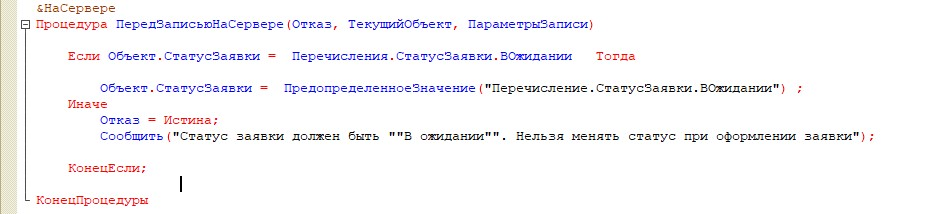 &НаСервере
Процедура ПередЗаписьюНаСервере(Отказ, ТекущийОбъект, ПараметрыЗаписи)
Если Объект.СтатусЗаявки = Перечисления.СтатусЗаявки.ВОжидании Тогда
Объект.СтатусЗаявки = ПредопределенноеЗначение("Перечисление.СтатусЗаявки.ВОжидании") ;
Иначе
Отказ = Истина;
Сообщить("Статус заявки должен быть ""В ожидании"". Нельзя менять статус при оформлении заявки");
КонецЕсли;
КонецПроцедуры